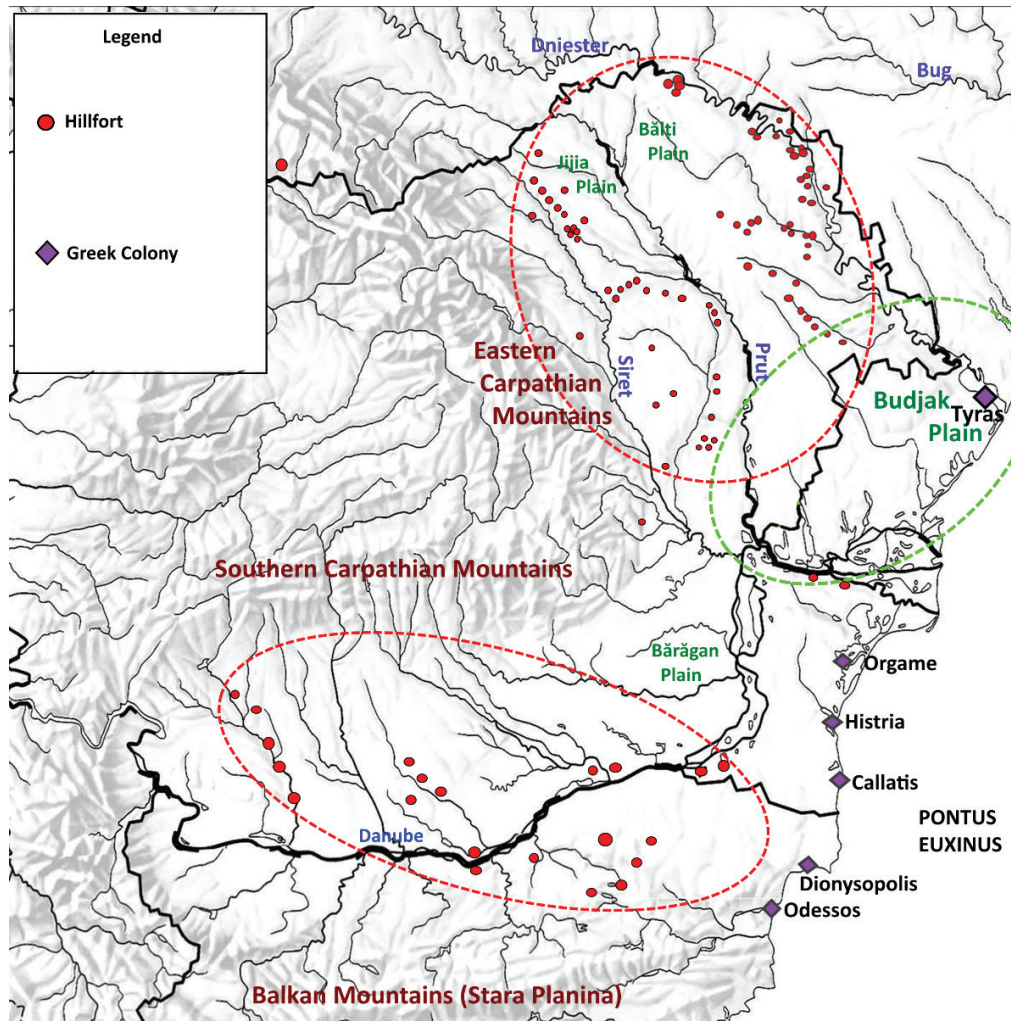 Legend
Hillfort
Greek Colony
Dniester
Bug
Bălti
Plain
Jijia
Plain
Eastern
Carpathian
Mountains
Siret
Prut
Budjak
Plain
Tyras
Southern Carpathian Mountains
Bărăgan
Plain
Orgame
Histria
Callatis
PONTUS
EUXINUS
Danube
Dionysopolis
Odessos
Balkan Mountains (Stara Planina)